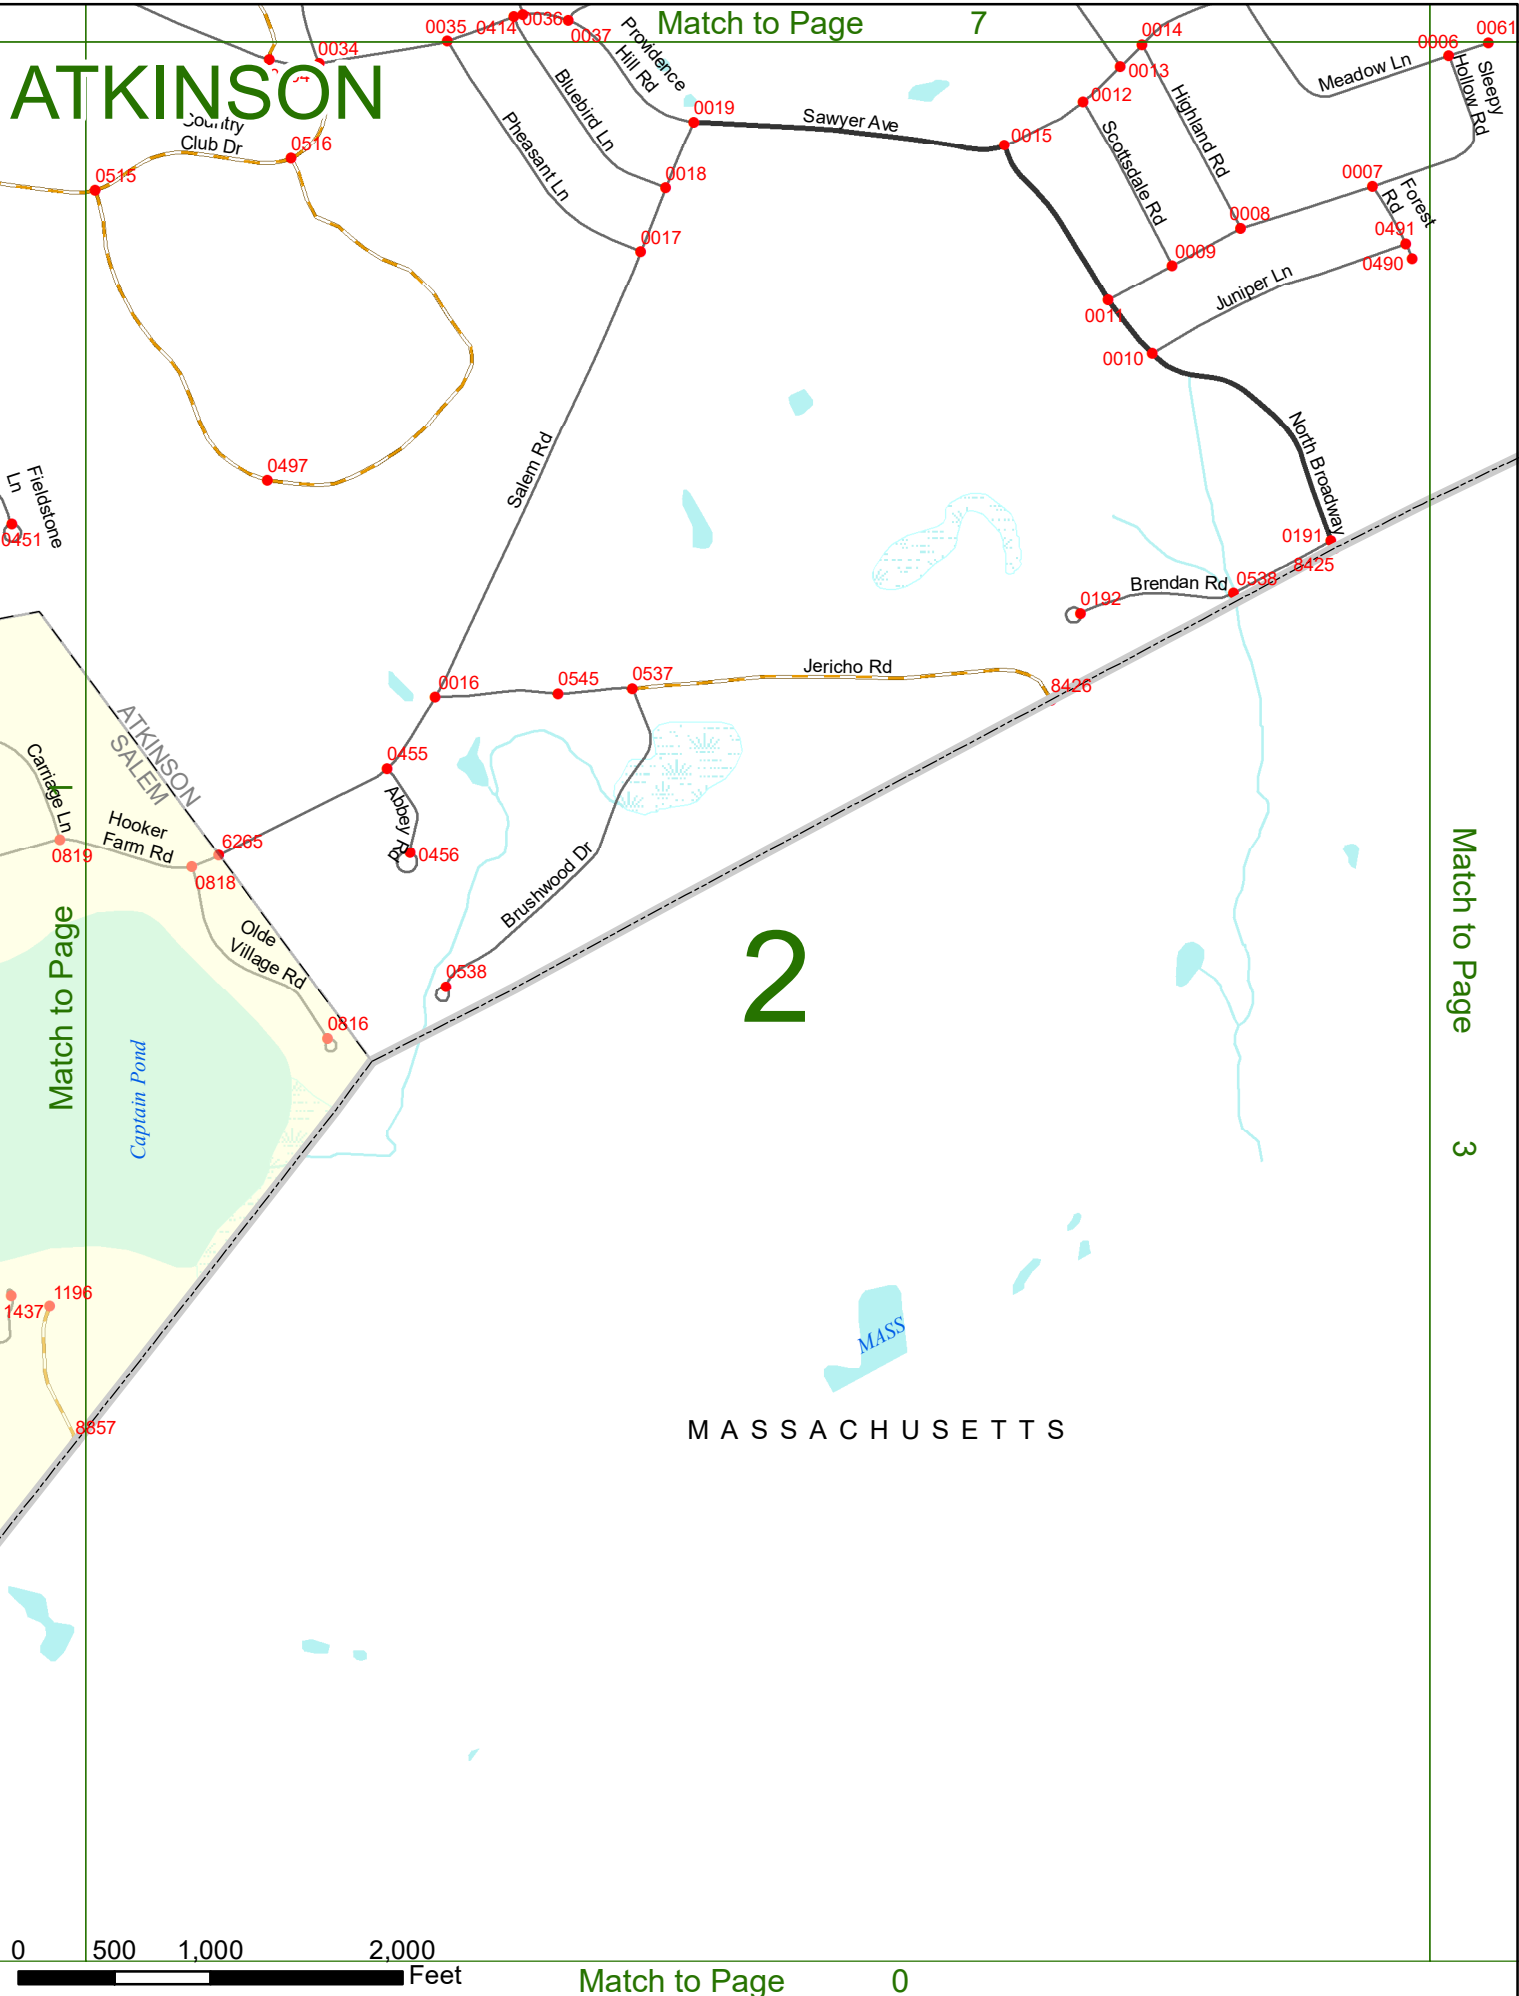 Match to Page 7
ATKINSON
0034
0035
0414
0036
0037
Providence
Hill Rd
0014
0013
0012
0006
0061
Meadow Ln
Sleepy
Hollow Rd
Country
Club Dr
0516
0515
Pheasant Ln
Bluebird Ln
0019
Sawyer Ave
0015
Highland Rd
Scottsdale Rd
0018
0017
0007
Forest
Rd
0008
0009
0491
0490
Juniper Ln
0011
0010
0497
Salem Rd
North Broadway
Fieldstone
Ln
0451
0191
8425
0538
Brendan Rd
0192
Jericho Rd
8426
0016
0545
0537
ATKINSON
SALEM
0455
Abbey Rd
0456
Carriage Ln
Hooker
Farm Rd
0819
6265
0818
Olde
Village Rd
0816
Brushwood Dr
0538
2
Match to Page 1
Match to Page 3
Captain Pond
1437
1196
8857
MASS
MASSACHUSETTS
0 500 1,000 2,000
Feet
Match to Page 0